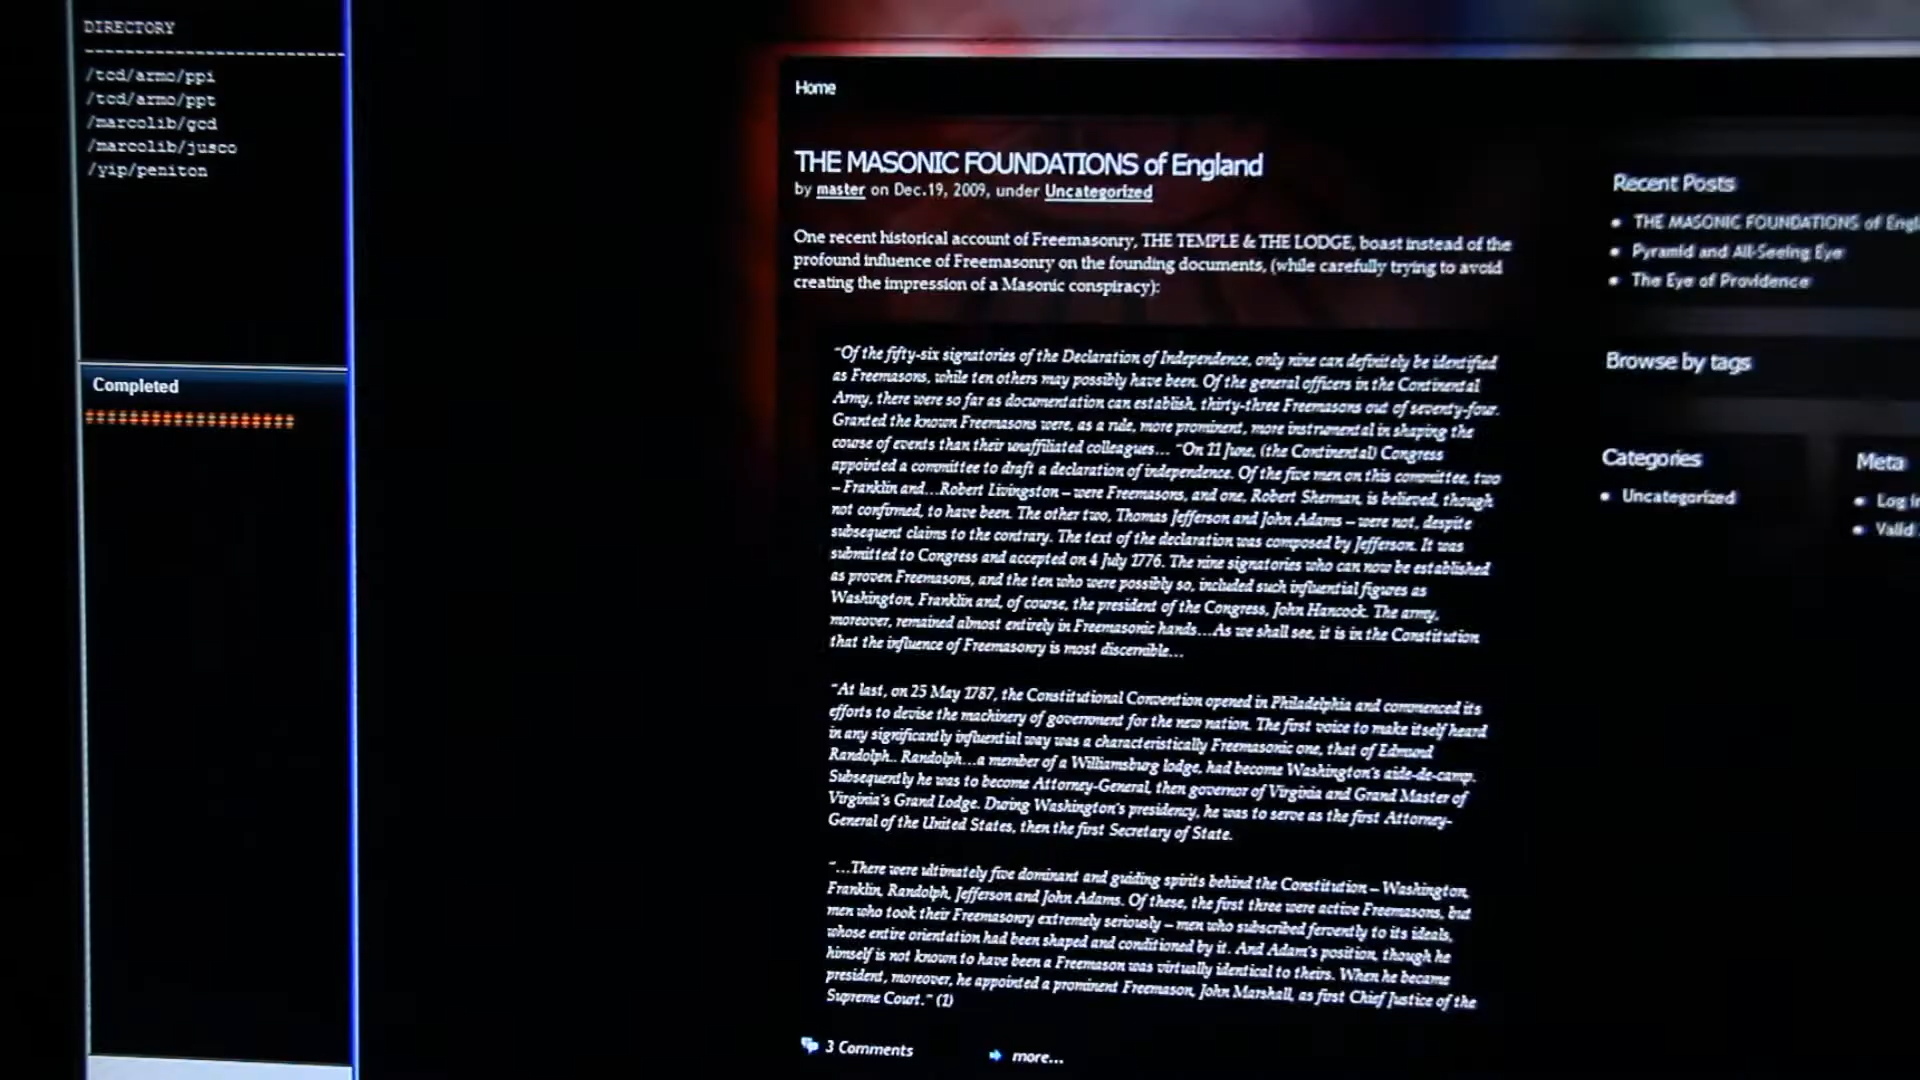 DIRECTORY
/tcd/armo/ppi
/tcd/armo/ppt
/marcolib/gcd
/marcolib/jusco
/yip/peniton
Completed
Home
THE MASONIC FOUNDATIONS of England
by master on Dec.19, 2009, under Uncategorized
One recent historical account of Freemasonry, THE TEMPLE & THE LODGE, boast instead of the
profound influence of Freemasonry on the founding documents, (while carefully trying to avoid
creating the impression of a Masonic conspiracy):
"Of the fifty-six signatories of the Declaration of Independence, only nine can definitely be identified
as Freemasons, while ten others may possibly have been. Of the general officers in the Continental
Army, there were so far as documentation can establish, thirty-three Freemasons out of seventy-four.
Granted the known Freemasons were, as a rule, more prominent, more instrumental in shaping the
course of events than their unaffiliated colleagues... "On 11 June, (the Continental) Congress
appointed a committee to draft a declaration of independence. Of the five men on this committee, two
– Franklin and...Robert Livingston – were Freemasons, and one, Robert Sherman, is believed, though
not confirmed, to have been. The other two, Thomas Jefferson and John Adams – were not, despite
subsequent claims to the contrary. The text of the declaration was composed by Jefferson. It was
submitted to Congress and accepted on 4 July 1776. The nine signatories who can now be established
as proven Freemasons, and the ten who were possibly so, included such influential figures as
Washington, Franklin and, of course, the president of the Congress, John Hancock. The army,
moreover, remained almost entirely in Freemasonic hands...As we shall see, it is in the Constitution
that the influence of Freemasonry is most discernible...
"At last, on 25 May 1787, the Constitutional Convention opened in Philadelphia and commenced its
efforts to devise the machinery of government for the new nation. The first voice to make itself heard
in any significantly influential way was a characteristically Freemasonic one, that of Edmund
Randolph.. Randolph...a member of a Williamsburg lodge, had become Washington's aide-de-camp.
Subsequently he was to become Attorney-General, then governor of Virginia and Grand Master of
Virginia's Grand Lodge. During Washington's presidency, he was to serve as the first Attorney-
General of the United States, then the first Secretary of State.
"...There were ultimately five dominant and guiding spirits behind the Constitution – Washington,
Franklin, Randolph, Jefferson and John Adams. Of these, the first three were active Freemasons, but
men who took their Freemasonry extremely seriously – men who subscribed fervently to its ideals,
whose entire orientation had been shaped and conditioned by it. And Adam's position, though he
himself is not known to have been a Freemason was virtually identical to theirs. When he became
president, moreover, he appointed a prominent Freemason, John Marshall, as first Chief Justice of the
Supreme Court." (1)
3 Comments
more...
Recent Posts
THE MASONIC FOUNDATIONS of Engl
Pyramid and All-Seeing Eye
The Eye of Providence
Browse by tags
Categories
Uncategorized
Meta
Log in
Valid